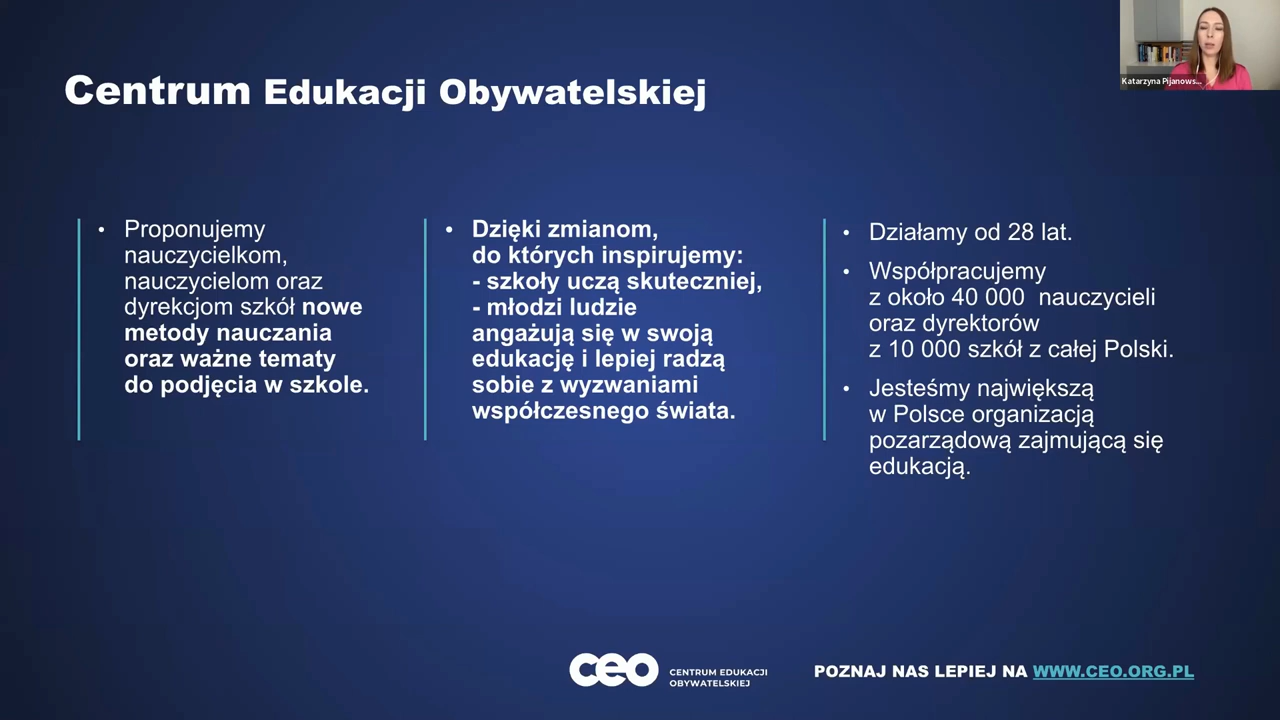 Katarzyna Pijanows...
Centrum Edukacji Obywatelskiej
• Proponujemy
nauczycielkom,
nauczycielom oraz
dyrekcjom szkół nowe
metody nauczania
oraz ważne tematy
do podjęcia w szkole.
• Dzięki zmianom,
do których inspirujemy:
- szkoły uczą skuteczniej,
- młodzi ludzie
angażują się w swoją
edukację i lepiej radzą
sobie z wyzwaniami
współczesnego świata.
• Działamy od 28 lat.
• Współpracujemy
z około 40 000 nauczycieli
oraz dyrektorów
z 10 000 szkół z całej Polski.
• Jesteśmy największą
w Polsce organizacją
pozarządową zajmującą się
edukacją.
ceo
CENTRUM EDUKACJI
OBYWATELSKIEJ
POZNAJ NAS LEPIEJ NA WWW.CEO.ORG.PL